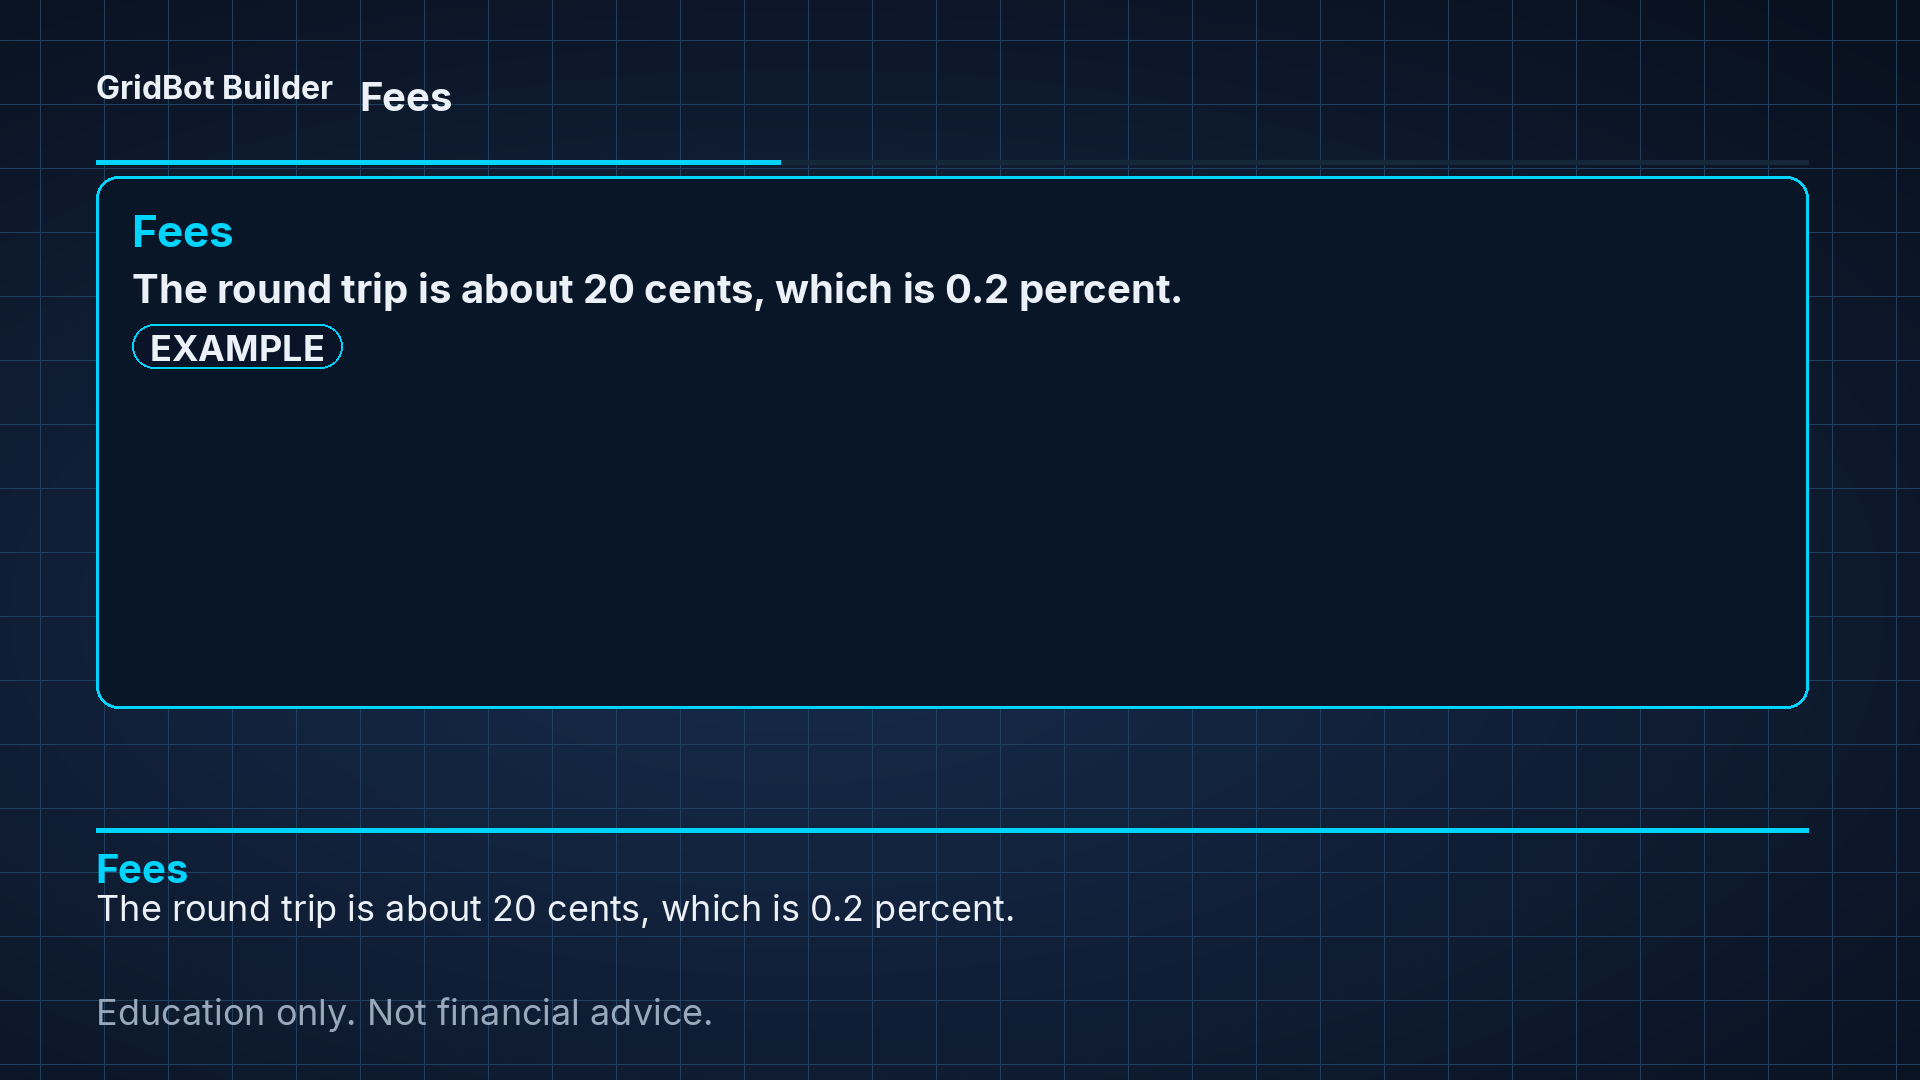 GridBot Builder
Fees
Fees
The round trip is about 20 cents, which is 0.2 percent.
EXAMPLE
Fees
The round trip is about 20 cents, which is 0.2 percent.
Education only. Not financial advice.